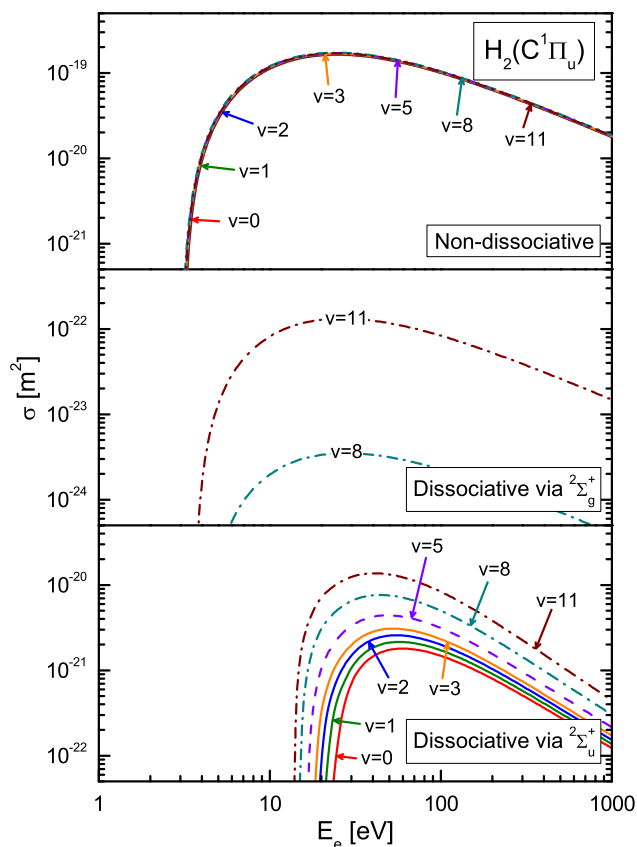 H₂(C¹Πᵤ)
10⁻¹⁹
v=3
v=5
v=8
v=11
v=2
10⁻²⁰
v=1
v=0
10⁻²¹
Non-dissociative
10⁻²²
v=11
σ [m²]
10⁻²³
v=8
10⁻²⁴
Dissociative via ²Σg⁺
v=5
v=8
10⁻²⁰
v=11
10⁻²¹
v=2
v=3
v=1
v=0
10⁻²²
Dissociative via ²Σᵤ⁺
1
10
100
1000
Eₑ [eV]